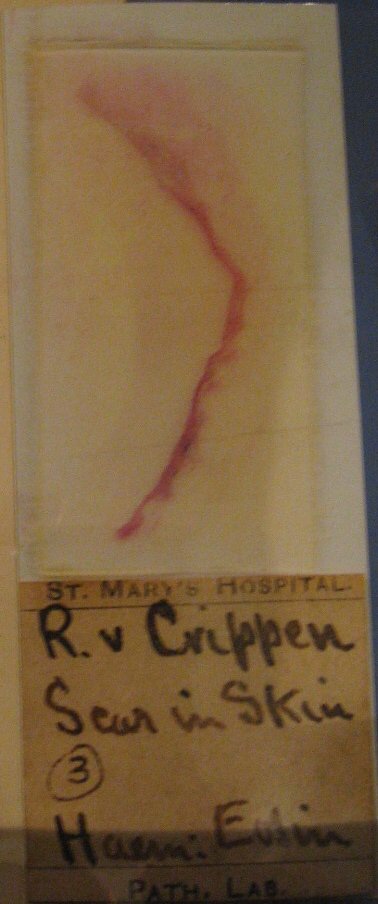 ST. MARY'S HOSPITAL.
R. v Crippen
Scar in Skin
3
Haem: Eosin
PATH. LAB.